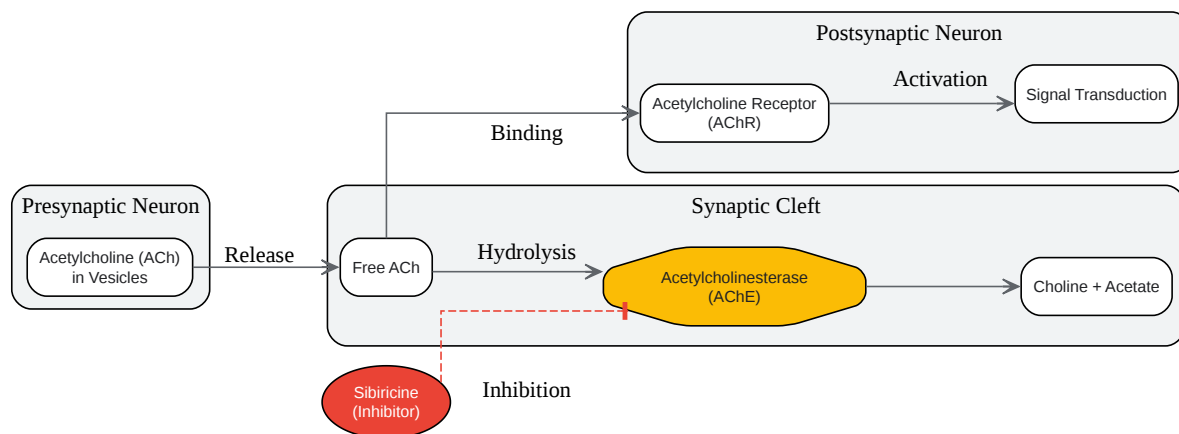 Postsynaptic Neuron
Acetylcholine Receptor
(AChR)
Activation
Signal Transduction
Binding
Presynaptic Neuron
Acetylcholine (ACh)
in Vesicles
Release
Synaptic Cleft
Free ACh
Hydrolysis
Acetylcholinesterase
(AChE)
Choline + Acetate
Sibiricine
(Inhibitor)
Inhibition